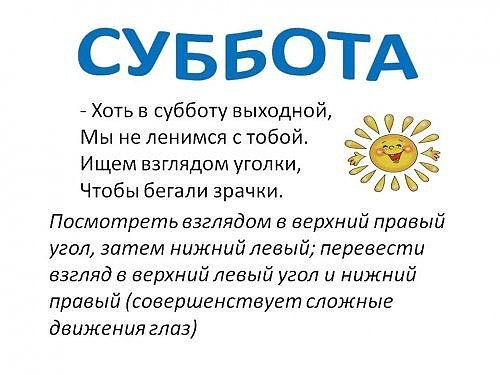 СУББОТА
- Хоть в субботу выходной,
Мы не ленимся с тобой.
Ищем взглядом уголки,
Чтобы бегали зрачки.
Посмотреть взглядом в верхний правый
угол, затем нижний левый; перевести
взгляд в верхний левый угол и нижний
правый (совершенствует сложные
движения глаз)